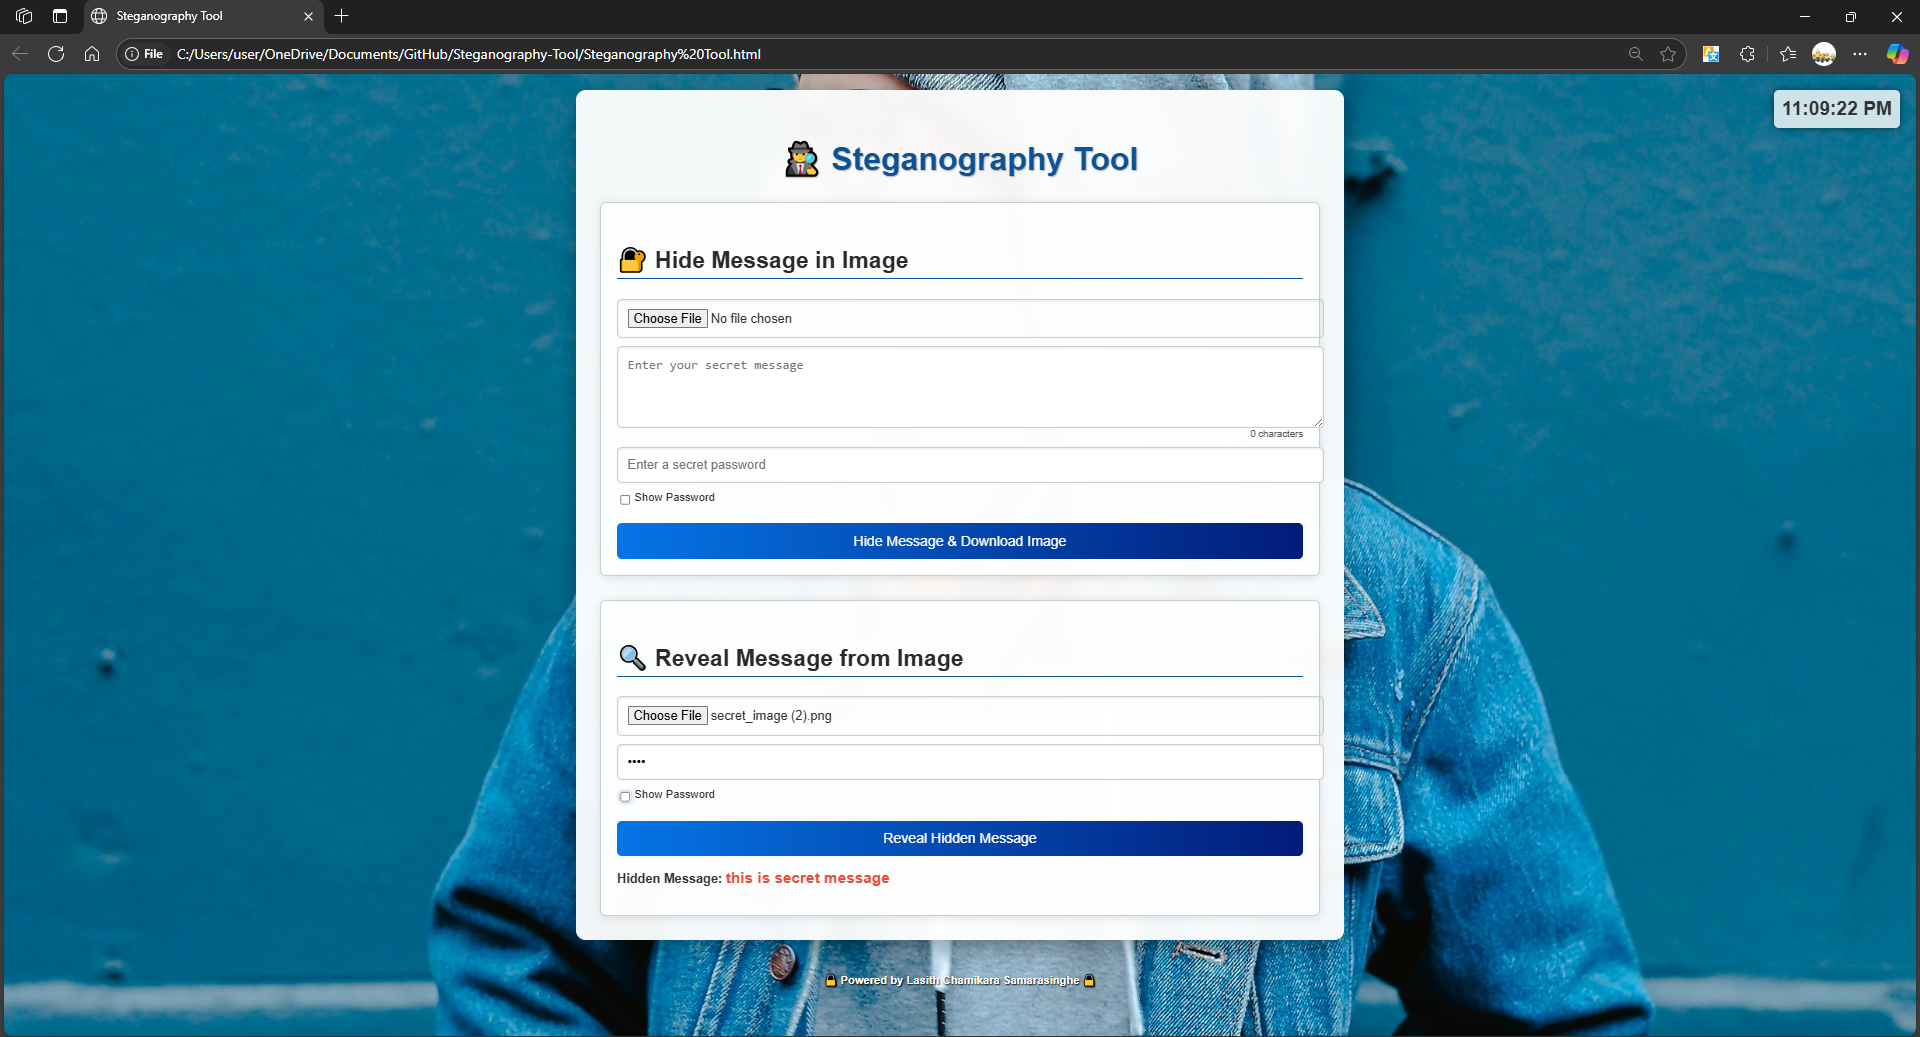 Steganography Tool
File C:/Users/user/OneDrive/Documents/GitHub/Steganography-Tool/Steganography%20Tool.html
11:09:22 PM
Steganography Tool
Hide Message in Image
Choose File No file chosen
Enter your secret message
0 characters
Enter a secret password
Show Password
Hide Message & Download Image
Reveal Message from Image
Choose File secret_image (2).png
••••
Show Password
Reveal Hidden Message
Hidden Message: this is secret message
Powered by Lasith Chamikara Samarasinghe